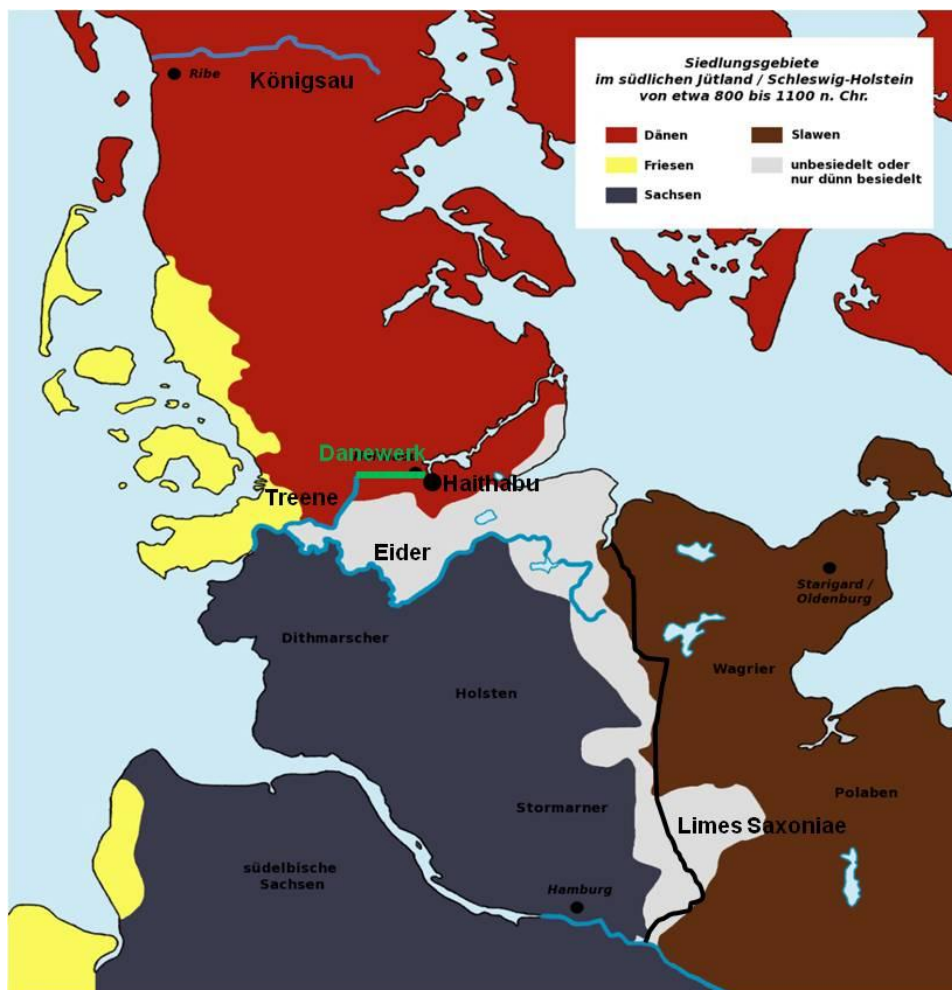 Siedlungsgebiete
im südlichen Jütland / Schleswig-Holstein
von etwa 800 bis 1100 n. Chr.
Dänen
Friesen
Sachsen
Slawen
unbesiedelt oder
nur dünn besiedelt
Ribe
Königsau
Danewerk
Haithabu
Treene
Eider
Starigard /
Oldenburg
Dithmarscher
Wagrier
Holsten
Polaben
Stormarner
Limes Saxoniae
südelbische
Sachsen
Hamburg